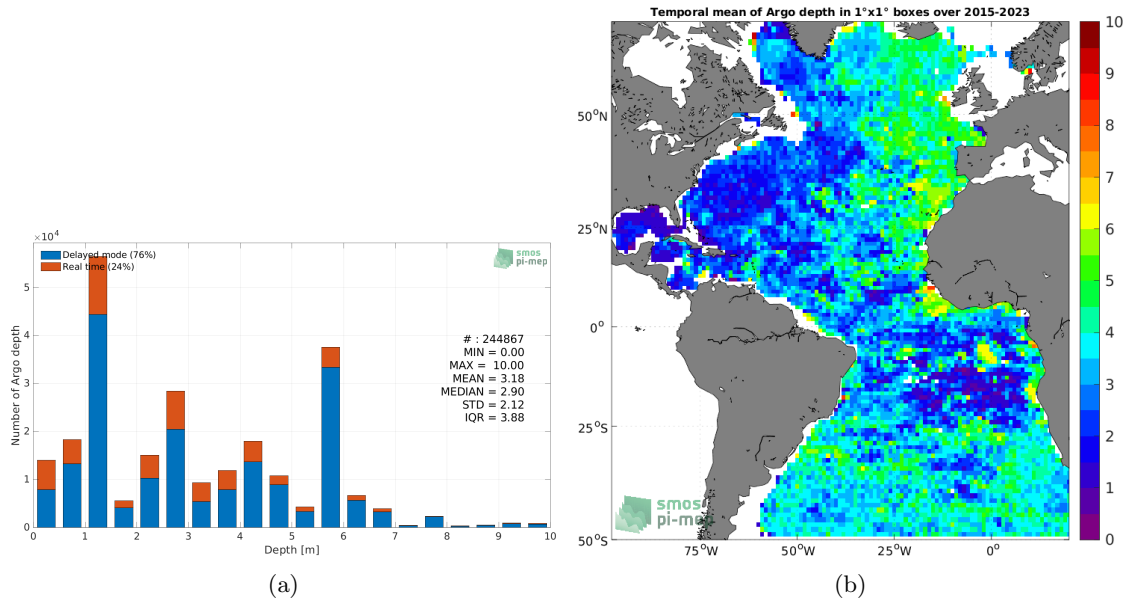 ×10⁴
Delayed mode (76%)
Real time (24%)
smos
pi-mep
# : 244867
MIN = 0.00
MAX = 10.00
MEAN = 3.18
MEDIAN = 2.90
STD = 2.12
IQR = 3.88
Number of Argo depth
5
4
3
2
1
0
0 1 2 3 4 5 6 7 8 9 10
Depth [m]
(a)
Temporal mean of Argo depth in 1°x1° boxes over 2015-2023
50°N
25°N
0°
25°S
50°S
75°W 50°W 25°W 0°
smos
pi-mep
10
9
8
7
6
5
4
3
2
1
0
(b)